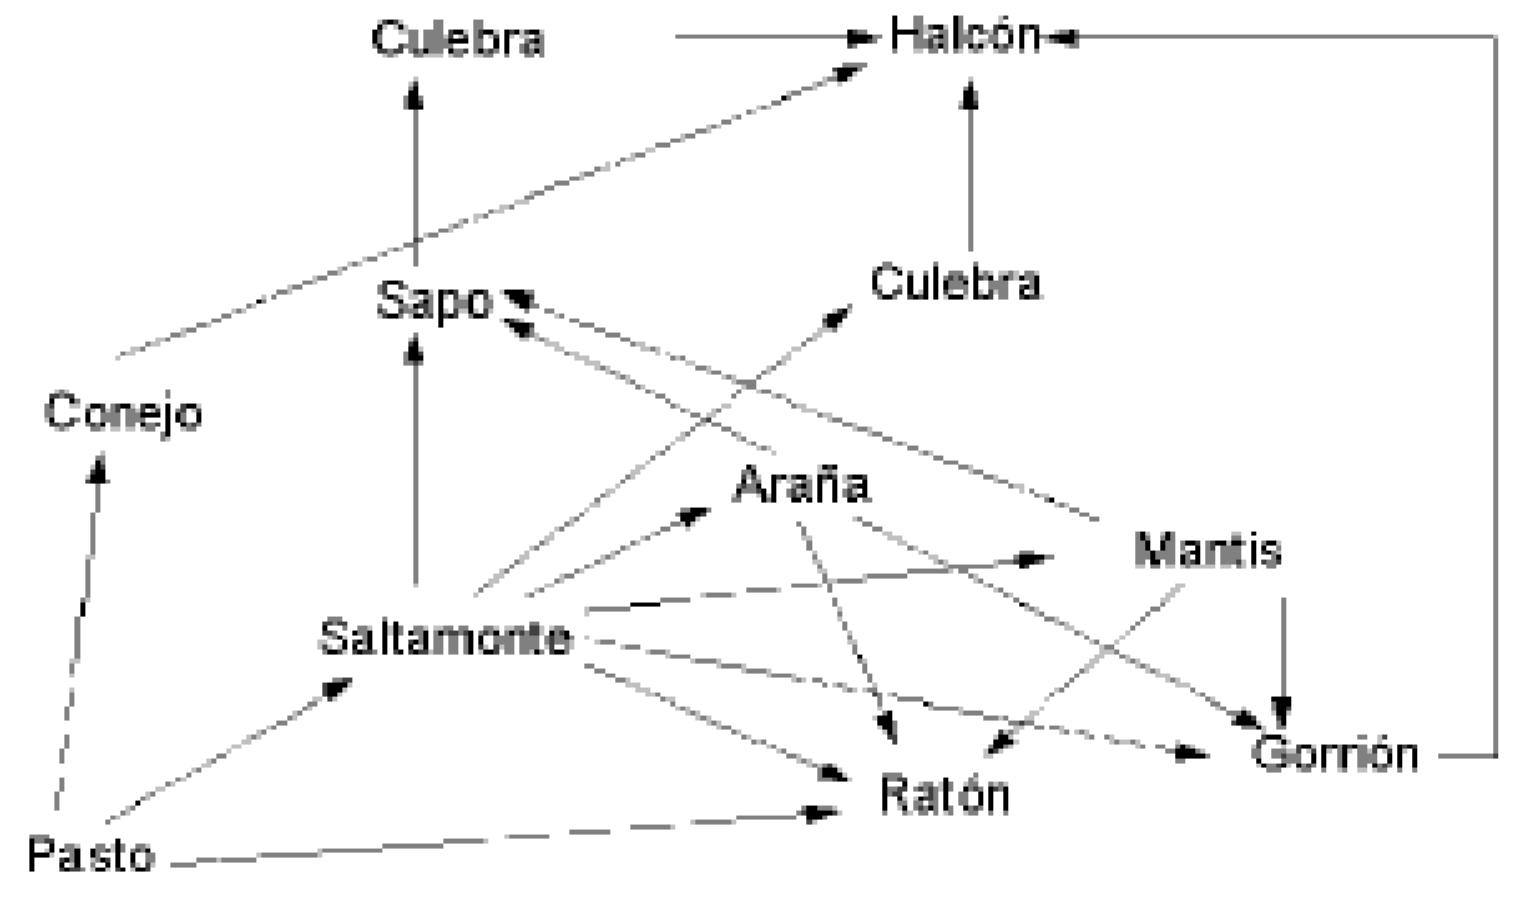 Culebra
Halcón
Sapo
Culebra
Conejo
Araña
Mantis
Saltamonte
Gorrión
Ratón
Pasto